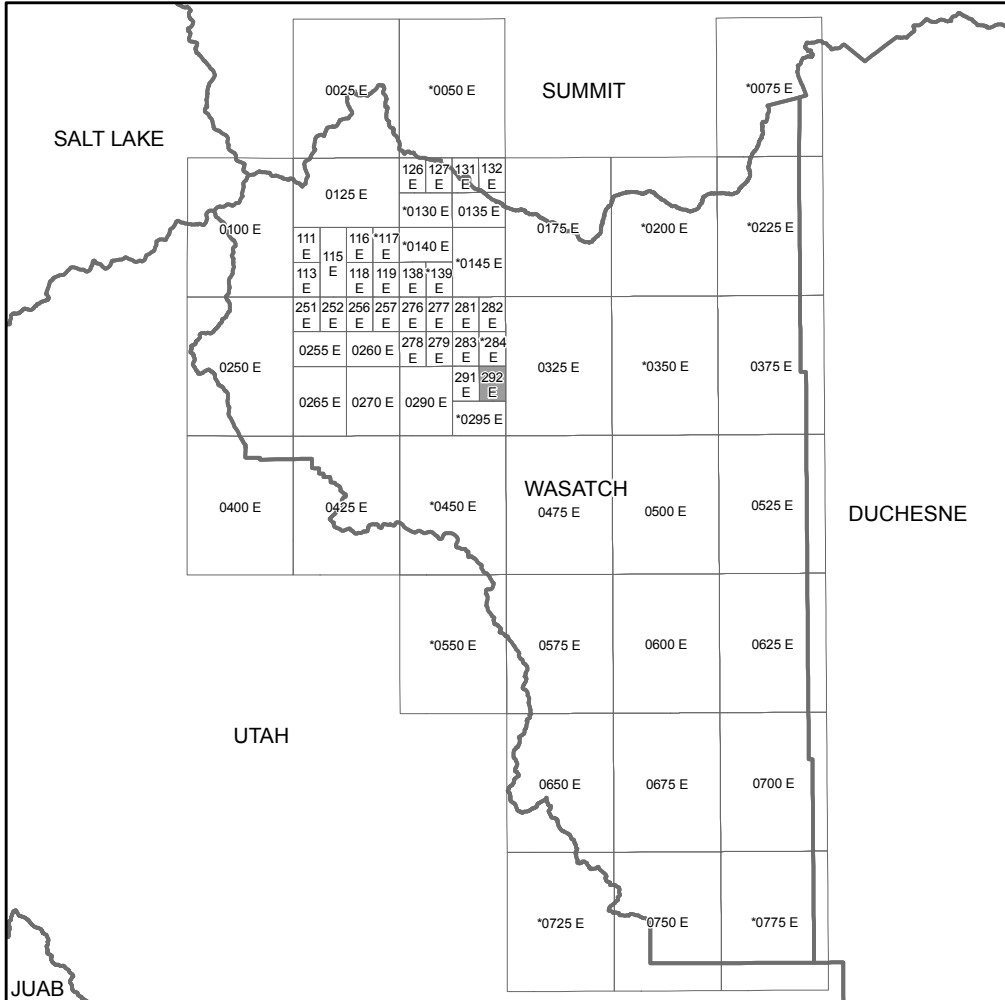 0025 E
*0050 E
SUMMIT
*0075 E
SALT LAKE
126 E
127 E
131 E
132 E
0125 E
*0130 E
0135 E
0100 E
0175 E
*0200 E
*0225 E
111 E
115 E
116 E
*117 E
*0140 E
*0145 E
113 E
118 E
119 E
138 E
*139 E
251 E
252 E
256 E
257 E
276 E
277 E
281 E
282 E
0255 E
0260 E
278 E
279 E
283 E
*284 E
0250 E
0325 E
*0350 E
0375 E
291 E
292 E
0265 E
0270 E
0290 E
*0295 E
WASATCH
0400 E
0425 E
*0450 E
0475 E
0500 E
0525 E
DUCHESNE
*0550 E
0575 E
0600 E
0625 E
UTAH
0650 E
0675 E
0700 E
*0725 E
0750 E
*0775 E
JUAB